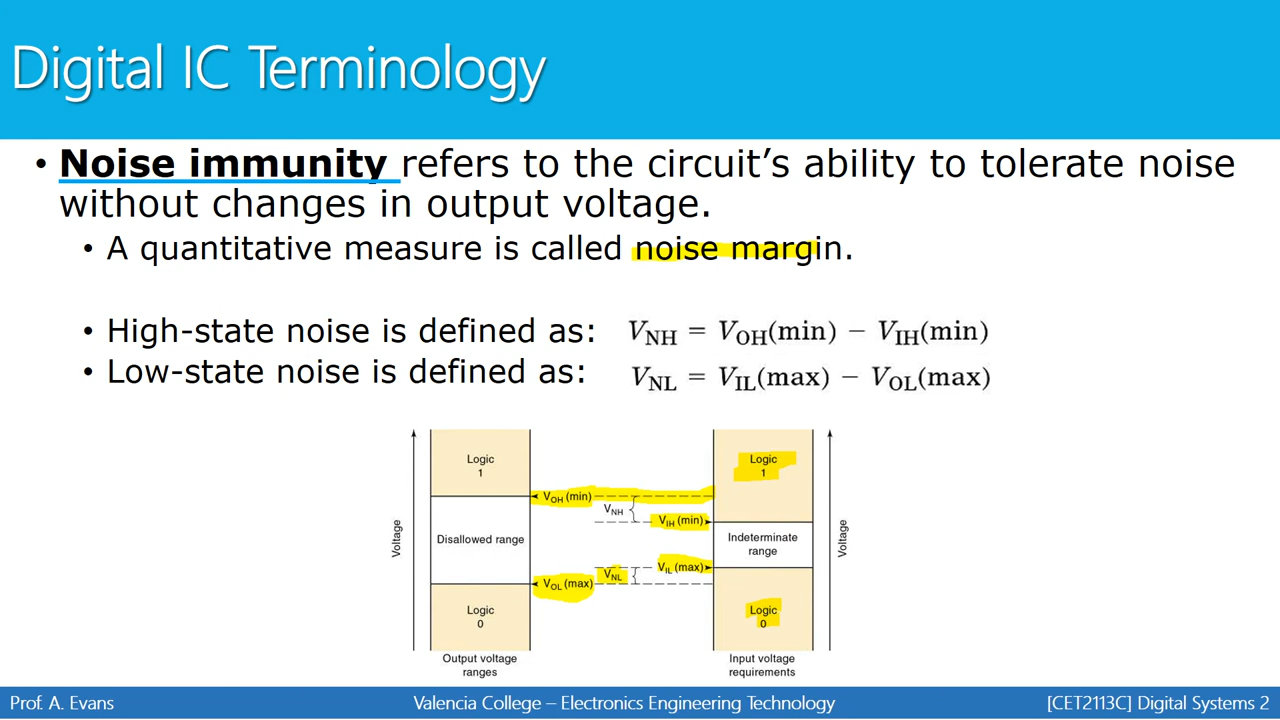 Digital IC Terminology
• Noise immunity refers to the circuit's ability to tolerate noise
without changes in output voltage.
• A quantitative measure is called noise margin.
• High-state noise is defined as: VNH = VOH(min) − VIH(min)
• Low-state noise is defined as: VNL = VIL(max) − VOL(max)
Voltage
Logic
1
Disallowed range
Logic
0
Output voltage
ranges
VOH (min)
VNH
VIH (min)
VIL (max)
VNL
VOL (max)
Logic
1
Indeterminate
range
Logic
0
Input voltage
requirements
Voltage
Prof. A. Evans
Valencia College – Electronics Engineering Technology
[CET2113C] Digital Systems 2